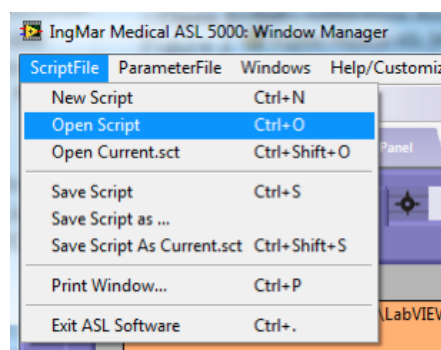 IngMar Medical ASL 5000: Window Manager
ScriptFile ParameterFile Windows Help/Customiz
New Script Ctrl+N
Open Script Ctrl+O
Open Current.sct Ctrl+Shift+O
Panel
Save Script Ctrl+S
Save Script as ...
Save Script As Current.sct Ctrl+Shift+S
Print Window... Ctrl+P
Exit ASL Software Ctrl+.
\LabVIEW